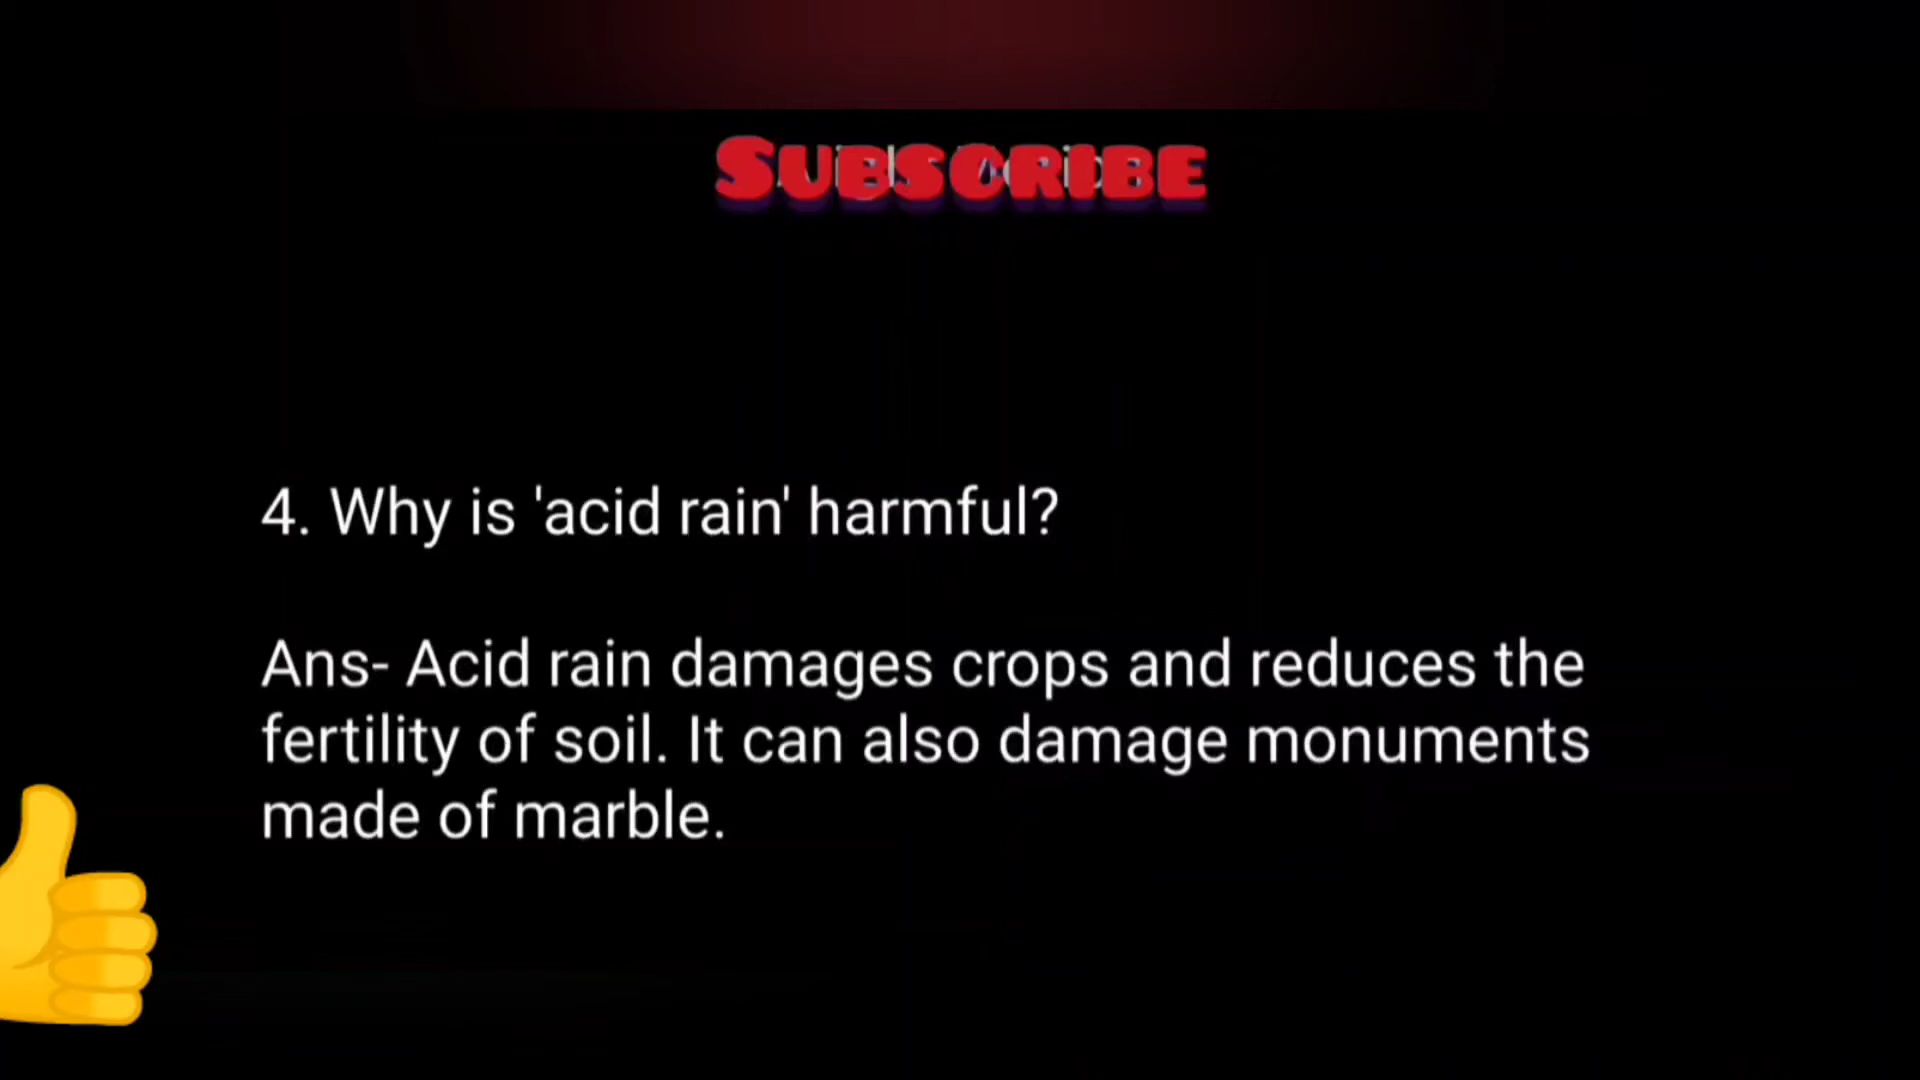 SUBSCRIBE
4. Why is 'acid rain' harmful?
Ans- Acid rain damages crops and reduces the
fertility of soil. It can also damage monuments
made of marble.